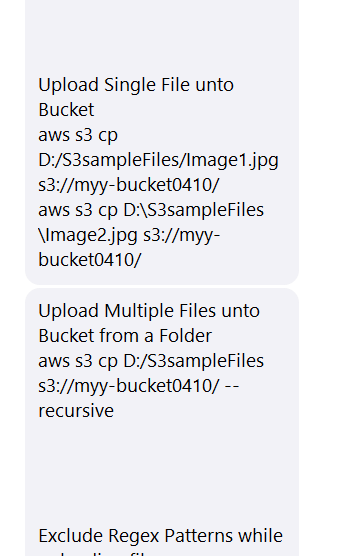 Upload Single File unto
Bucket
aws s3 cp
D:/S3sampleFiles/Image1.jpg
s3://myy-bucket0410/
aws s3 cp D:\S3sampleFiles
\Image2.jpg s3://myy-
bucket0410/
Upload Multiple Files unto
Bucket from a Folder
aws s3 cp D:/S3sampleFiles
s3://myy-bucket0410/ --
recursive
Exclude Regex Patterns while